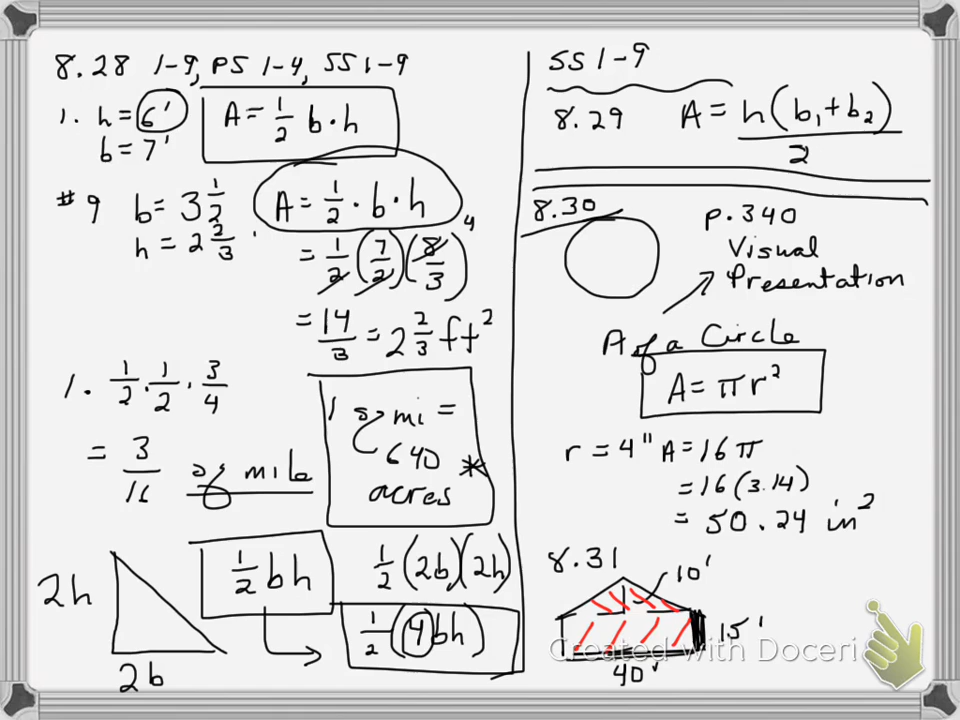 8.28 1-9, PS 1-4, SS 1-9
1. h = 6'
b = 7'
A = 1/2 b·h
# 9 b = 3 1/2
h = 2 2/3 '
A = 1/2 · b · h
= 1/2 (7/2) (8/3) 4
= 14/3 = 2 2/3 ft²
1. 1/2 · 1/2 · 3/4
= 3/16 sq mile
1 sq mi =
640 *
acres
2h
2b
1/2 bh
1/2 (2b)(2h)
1/2 (4bh)
SS 1-9
8.29 A = h(b₁+b₂)/2
8.30
p.340
Visual
Presentation
A of a Circle
A = πr²
r = 4" A = 16π
= 16(3.14)
= 50.24 in²
8.31
10'
15'
40'
Created with Doceri